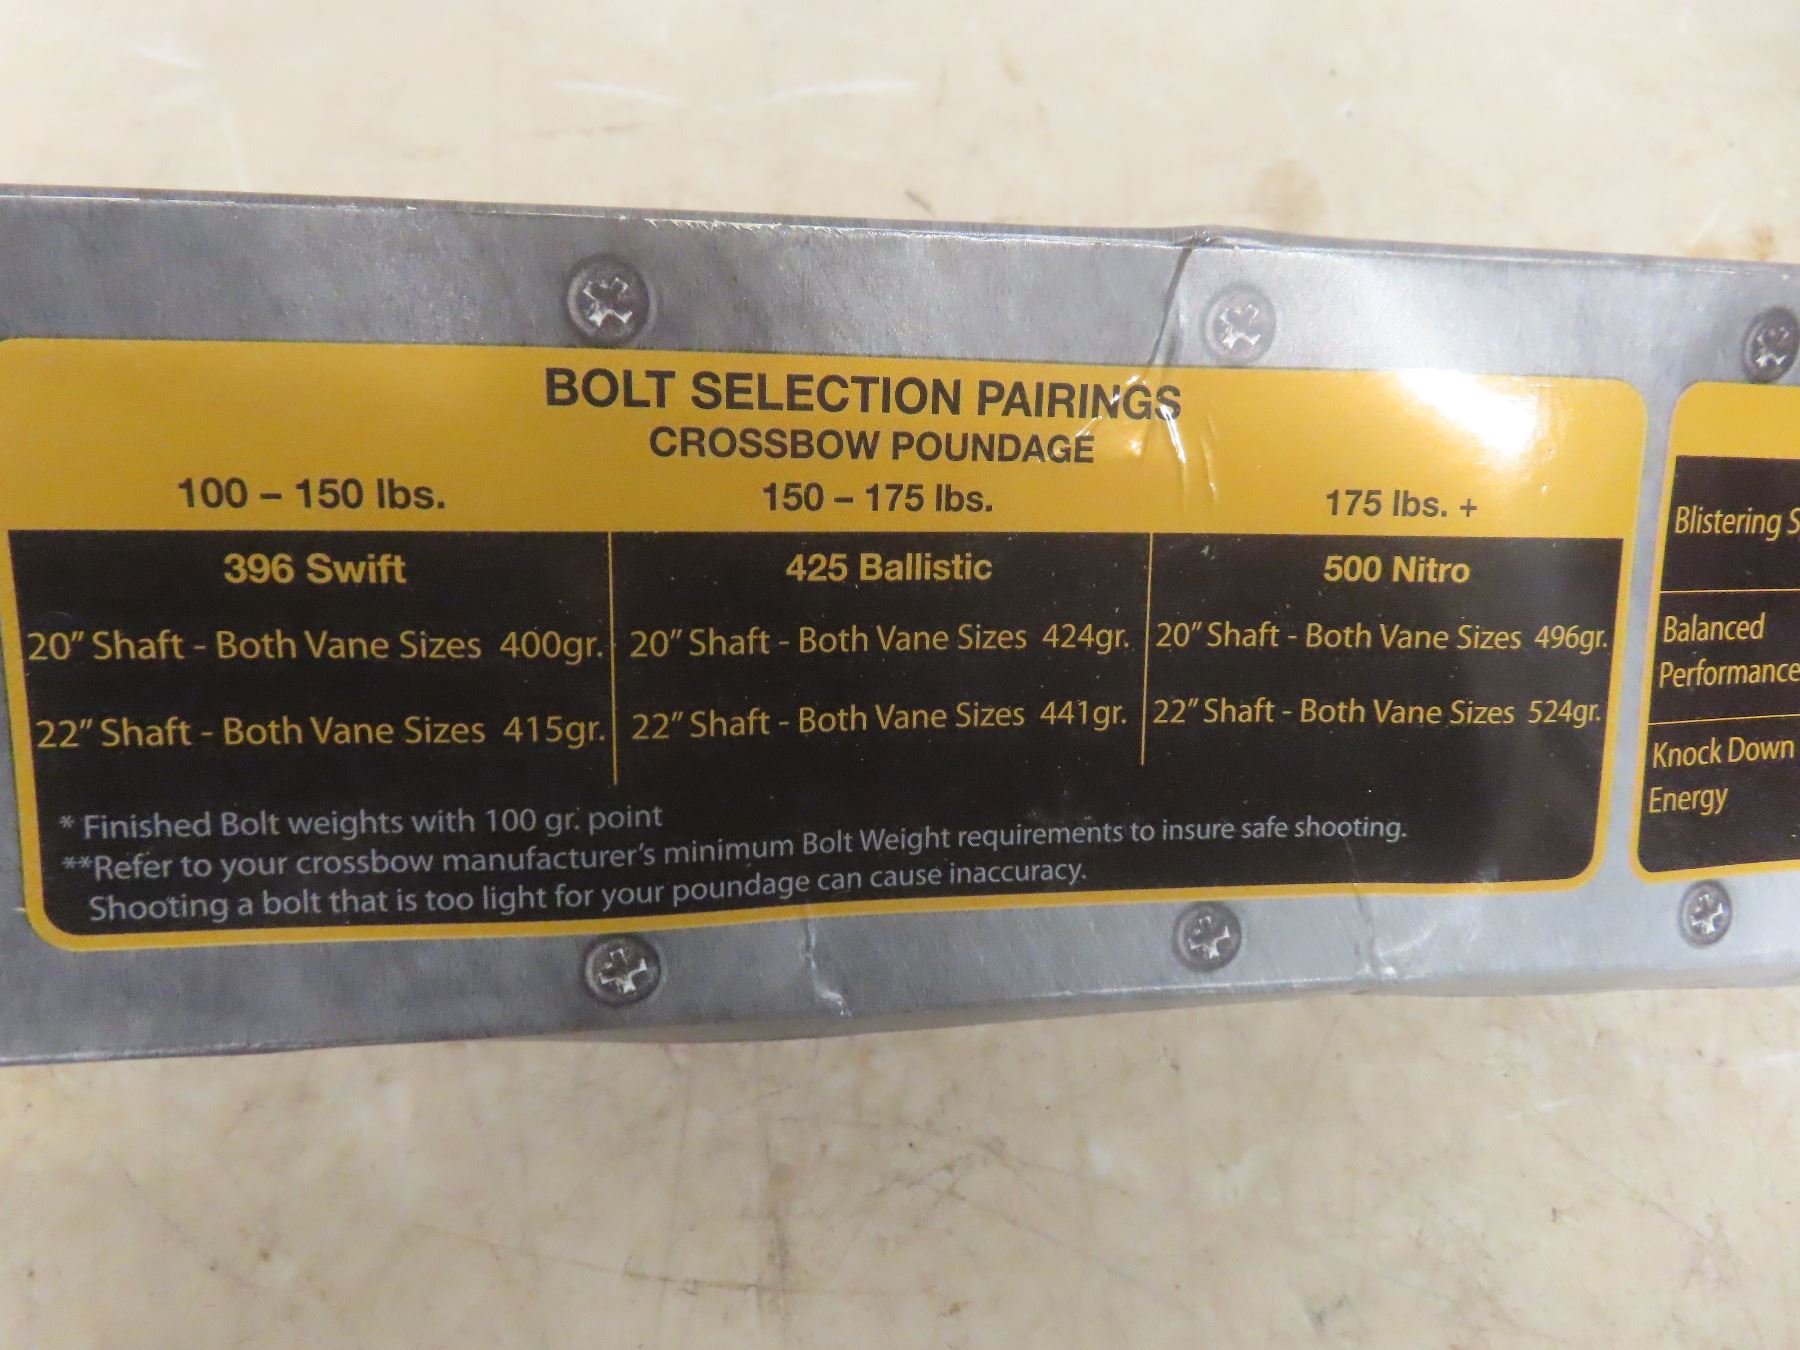 BOLT SELECTION PAIRINGS
CROSSBOW POUNDAGE
100 – 150 lbs. 150 – 175 lbs. 175 lbs. +
396 Swift 425 Ballistic 500 Nitro
20" Shaft - Both Vane Sizes 400gr. 20" Shaft - Both Vane Sizes 424gr. 20" Shaft - Both Vane Sizes 496gr.
22" Shaft - Both Vane Sizes 415gr. 22" Shaft - Both Vane Sizes 441gr. 22" Shaft - Both Vane Sizes 524gr.
* Finished Bolt weights with 100 gr. point
**Refer to your crossbow manufacturer's minimum Bolt Weight requirements to insure safe shooting.
Shooting a bolt that is too light for your poundage can cause inaccuracy.
Blistering
Balanced
Performance
Knock Down
Energy